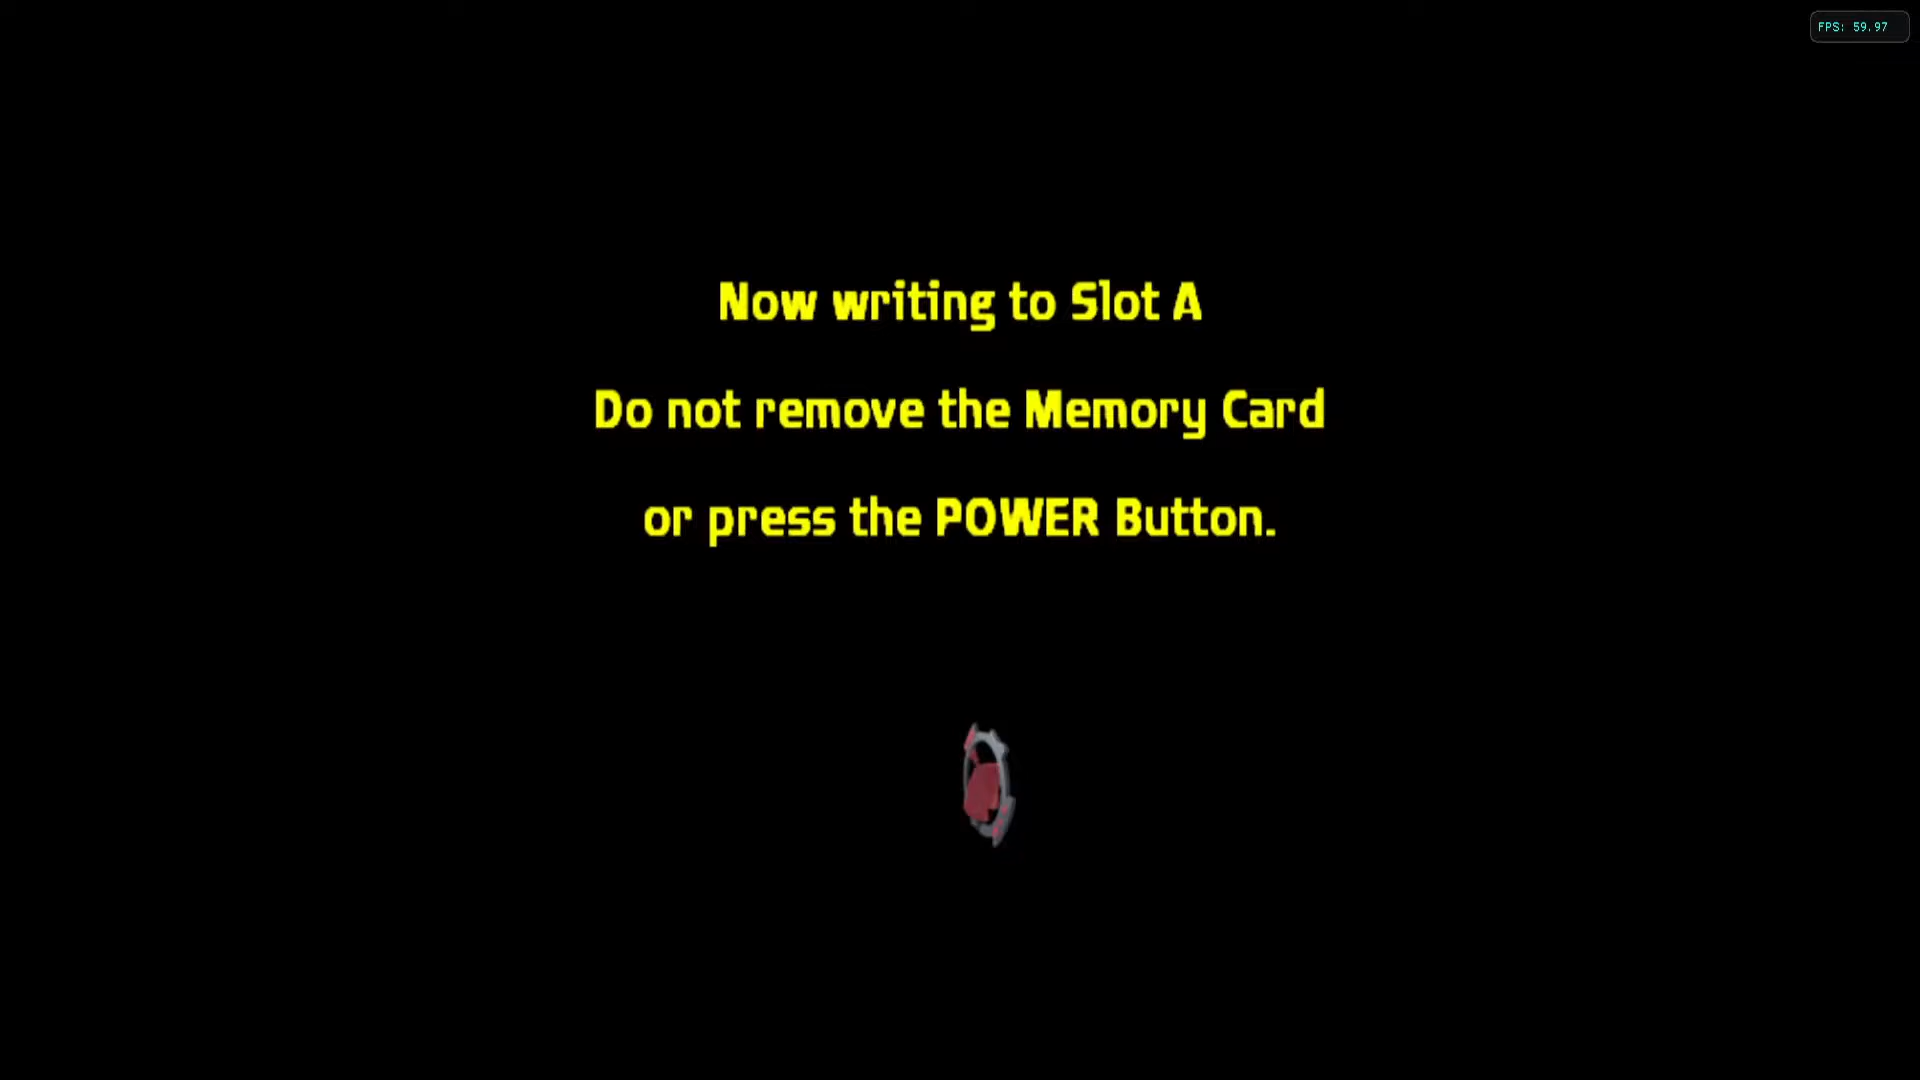 FPS: 59.97
Now writing to Slot A
Do not remove the Memory Card
or press the POWER Button.